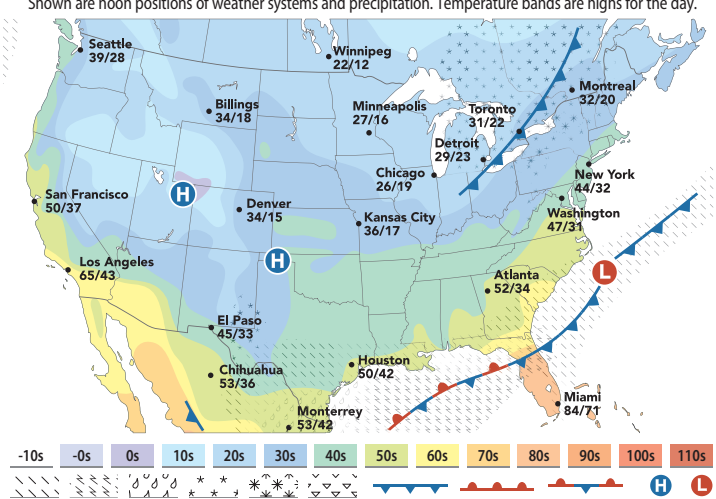 Shown are noon positions of weather systems and precipitation. Temperature bands are highs for the day.
Seattle
39/28
Winnipeg
22/12
Billings
34/18
Minneapolis
27/16
Toronto
31/22
Montreal
32/20
Detroit
29/23
Chicago
26/19
New York
44/32
San Francisco
50/37
H
Denver
34/15
Kansas City
36/17
Washington
47/31
Los Angeles
65/43
H
L
Atlanta
52/34
El Paso
45/33
Houston
50/42
Chihuahua
53/36
Miami
84/71
Monterrey
53/42
-10s -0s 0s 10s 20s 30s 40s 50s 60s 70s 80s 90s 100s 110s
H L